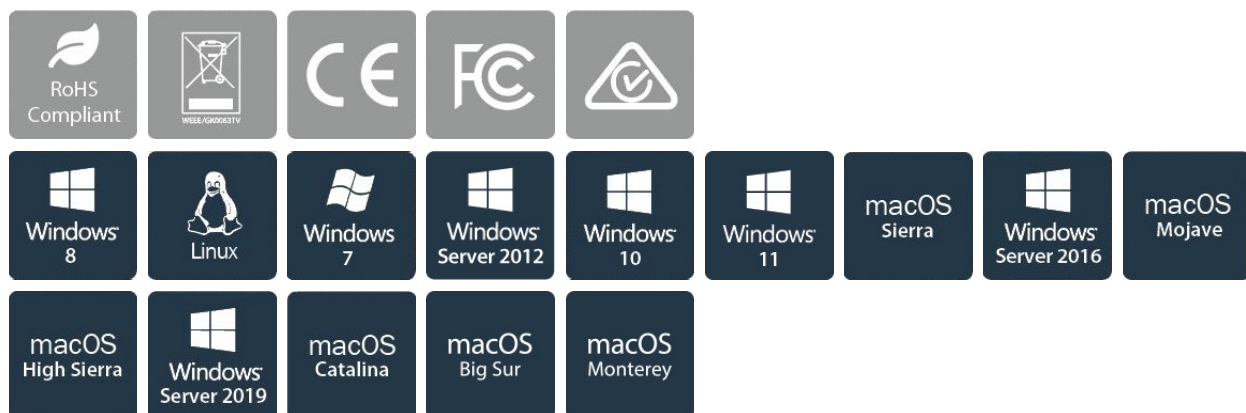 RoHS
Compliant
WEEE/GK0083TV
CE
FC
Windows
8
Linux
Windows
7
Windows
Server 2012
Windows
10
Windows
11
macOS
Sierra
Windows
Server 2016
macOS
Mojave
macOS
High Sierra
Windows
Server 2019
macOS
Catalina
macOS
Big Sur
macOS
Monterey